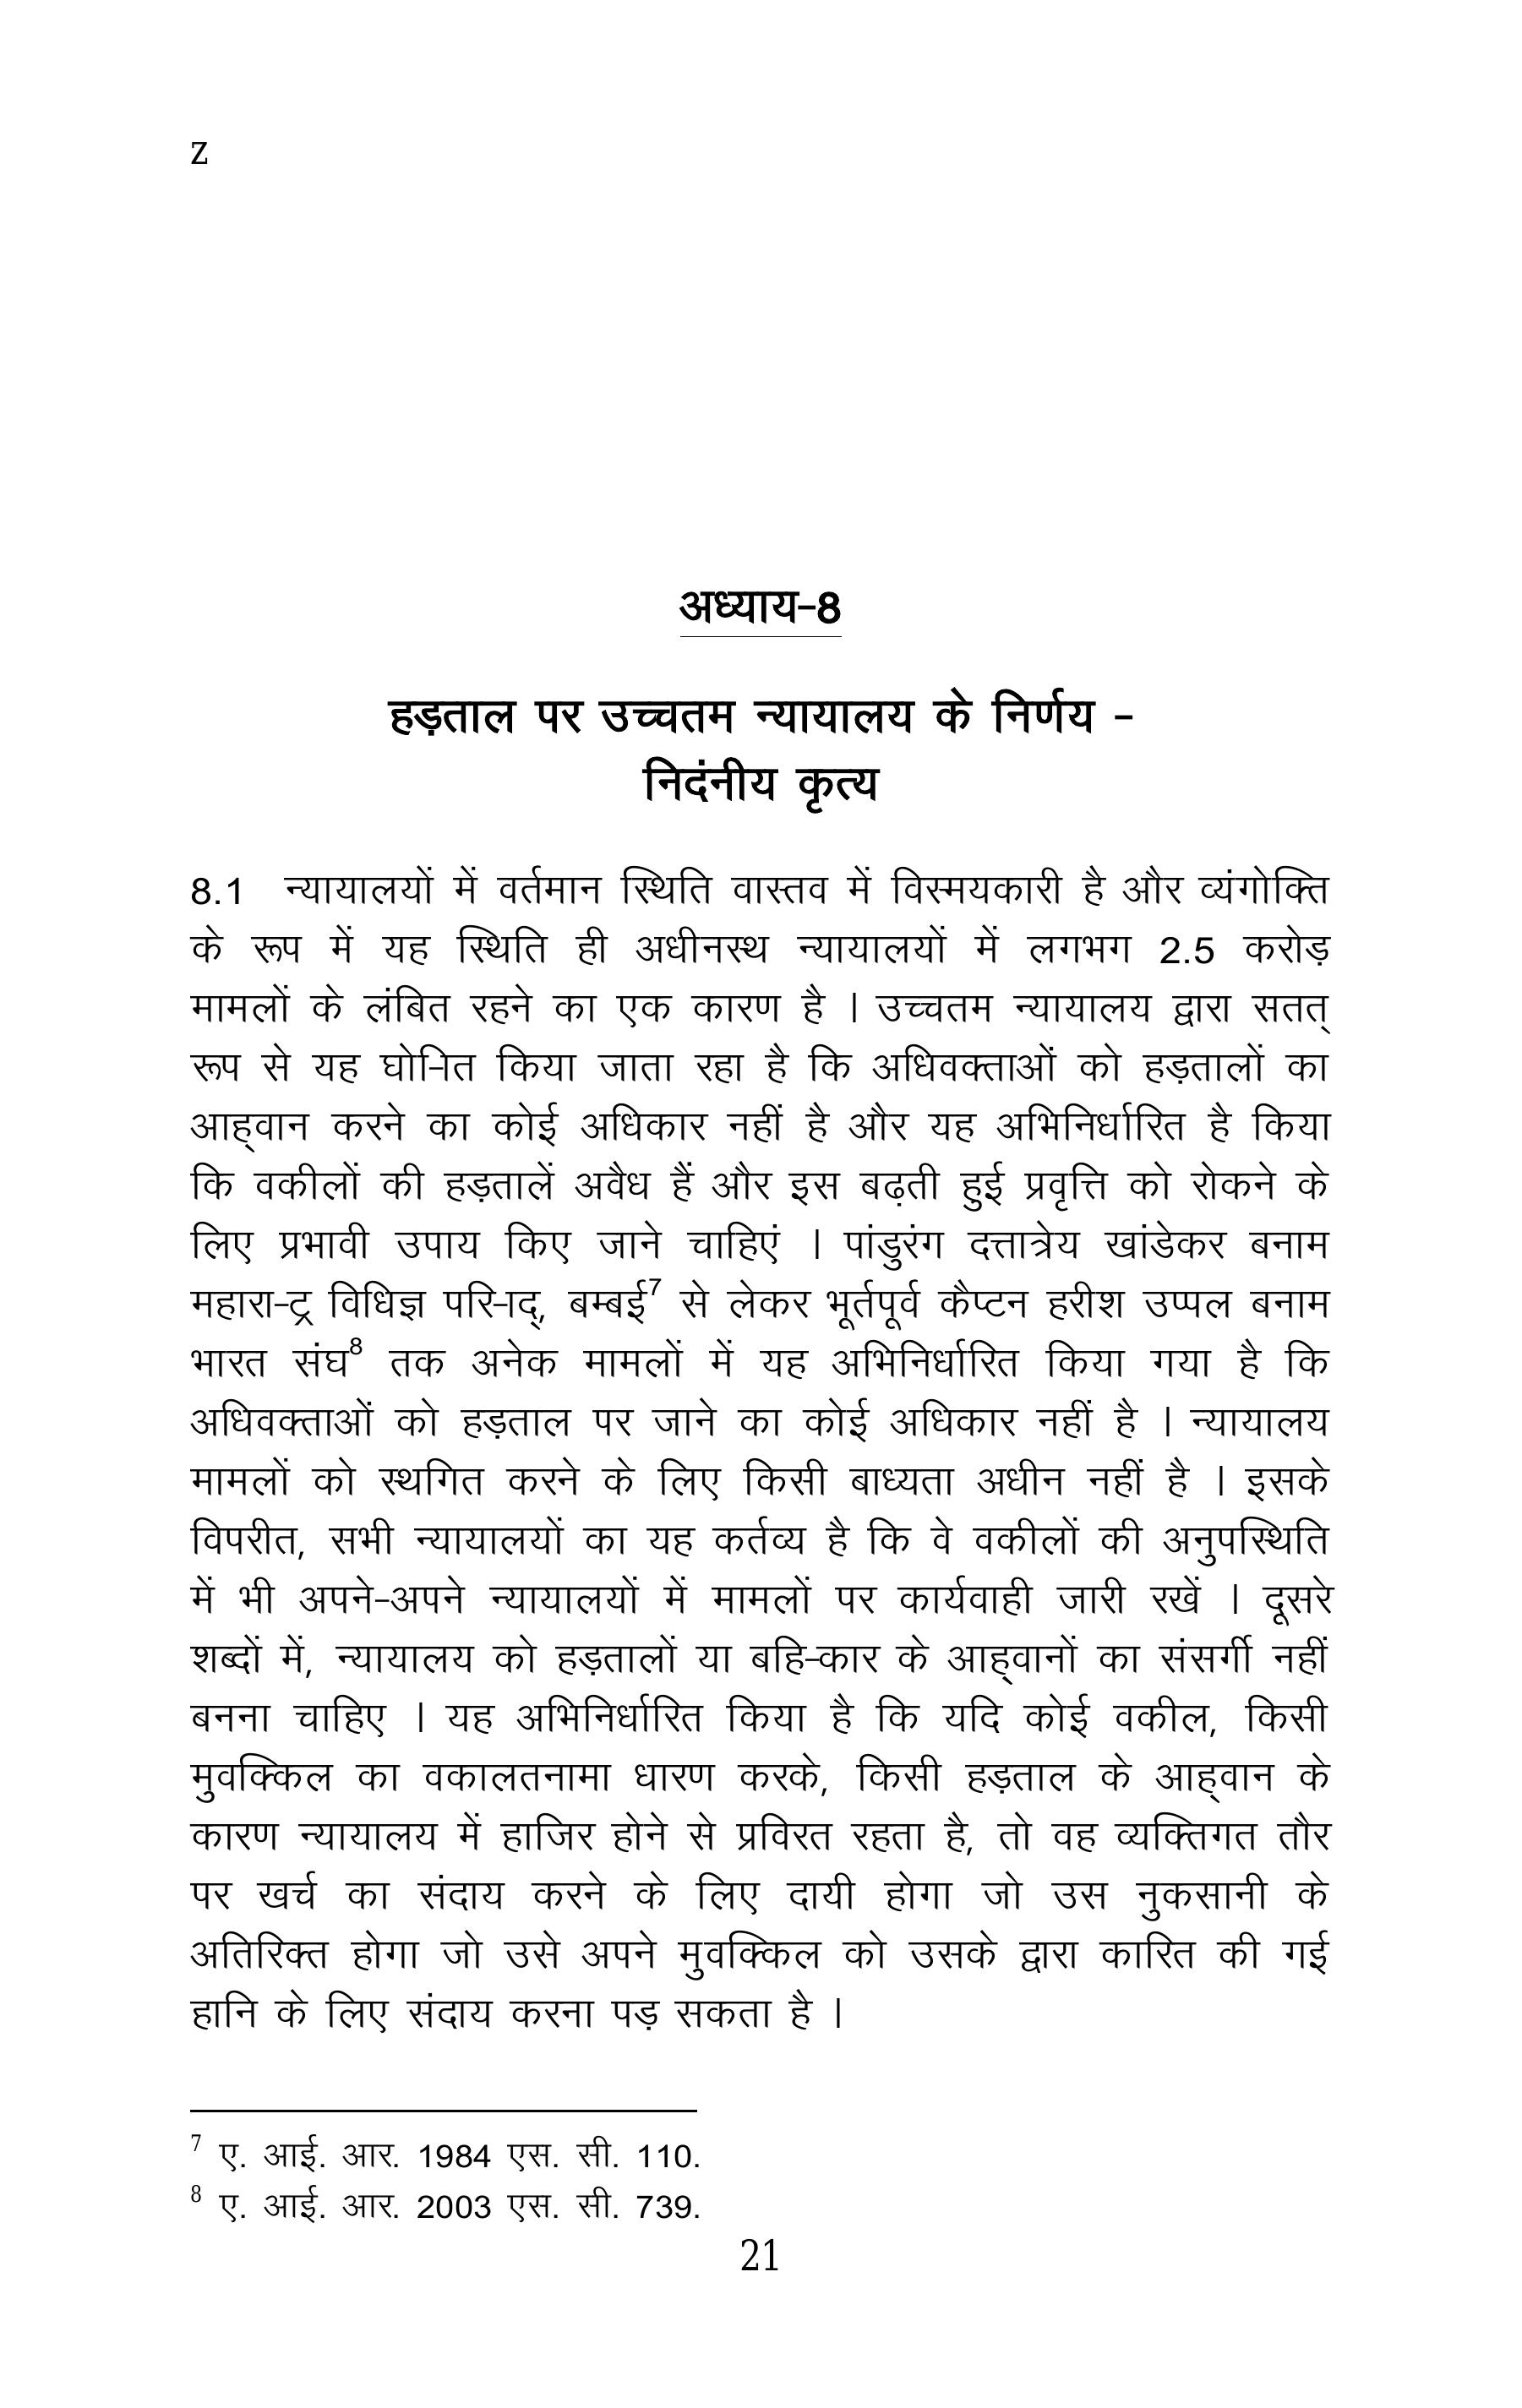 z
अध्याय-8
हड़ताल पर उच्चतम न्यायालय के निर्णय -
निदंनीय कृत्य
8.1 न्यायालयों में वर्तमान स्थिति वास्तव में विस्मयकारी है और व्यंगोक्ति
के रूप में यह स्थिति ही अधीनस्थ न्यायालयों में लगभग 2.5 करोड़
मामलों के लंबित रहने का एक कारण है । उच्चतम न्यायालय द्वारा सतत्
रूप से यह घोि-ात किया जाता रहा है कि अधिवक्ताओं को हड़तालों का
आह्वान करने का कोई अधिकार नहीं है और यह अभिनिर्धारित है किया
कि वकीलों की हड़तालें अवैध हैं और इस बढ़ती हुई प्रवृत्ति को रोकने के
लिए प्रभावी उपाय किए जाने चाहिएं । पांडुरंग दत्तात्रेय खांडेकर बनाम
महारा-ट्र विधिज्ञ परि-ाद्, बम्बई7 से लेकर भूर्तपूर्व कैप्टन हरीश उप्पल बनाम
भारत संघ8 तक अनेक मामलों में यह अभिनिर्धारित किया गया है कि
अधिवक्ताओं को हड़ताल पर जाने का कोई अधिकार नहीं है । न्यायालय
मामलों को स्थगित करने के लिए किसी बाध्यता अधीन नहीं है । इसके
विपरीत, सभी न्यायालयों का यह कर्तव्य है कि वे वकीलों की अनुपस्थिति
में भी अपने-अपने न्यायालयों में मामलों पर कार्यवाही जारी रखें । दूसरे
शब्दों में, न्यायालय को हड़तालों या बहि-कार के आह्वानों का संसर्गी नहीं
बनना चाहिए । यह अभिनिर्धारित किया है कि यदि कोई वकील, किसी
मुवक्किल का वकालतनामा धारण करके, किसी हड़ताल के आह्वान के
कारण न्यायालय में हाजिर होने से प्रविरत रहता है, तो वह व्यक्तिगत तौर
पर खर्च का संदाय करने के लिए दायी होगा जो उस नुकसानी के
अतिरिक्त होगा जो उसे अपने मुवक्किल को उसके द्वारा कारित की गई
हानि के लिए संदाय करना पड़ सकता है ।
7 ए. आई. आर. 1984 एस. सी. 110.
8 ए. आई. आर. 2003 एस. सी. 739.
21